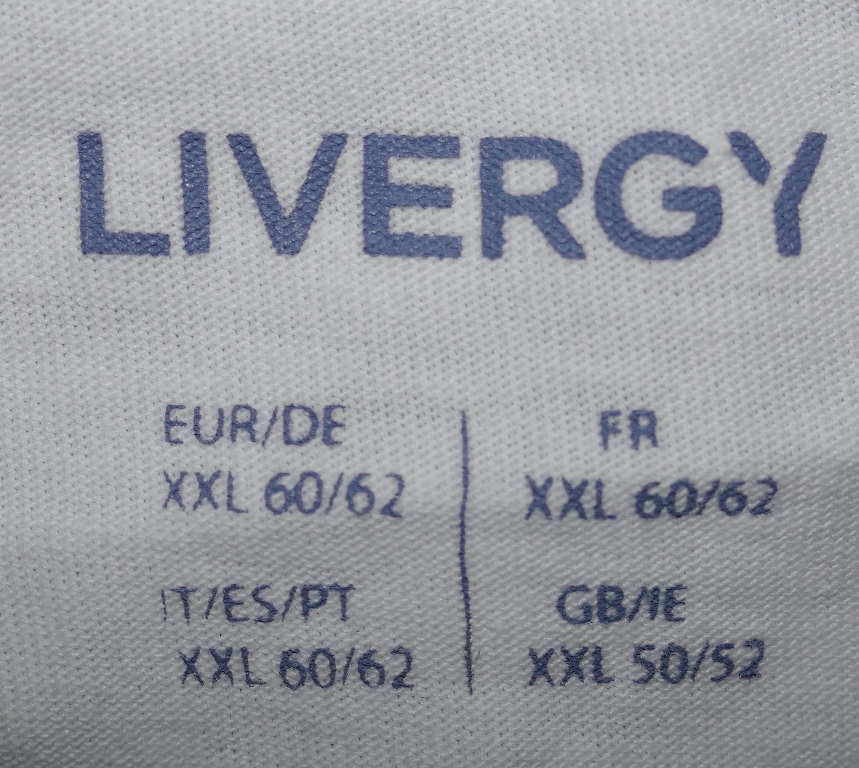 LIVERGY
EUR/DE
XXL 60/62
FR
XXL 60/62
IT/ES/PT
XXL 60/62
GB/IE
XXL 50/52